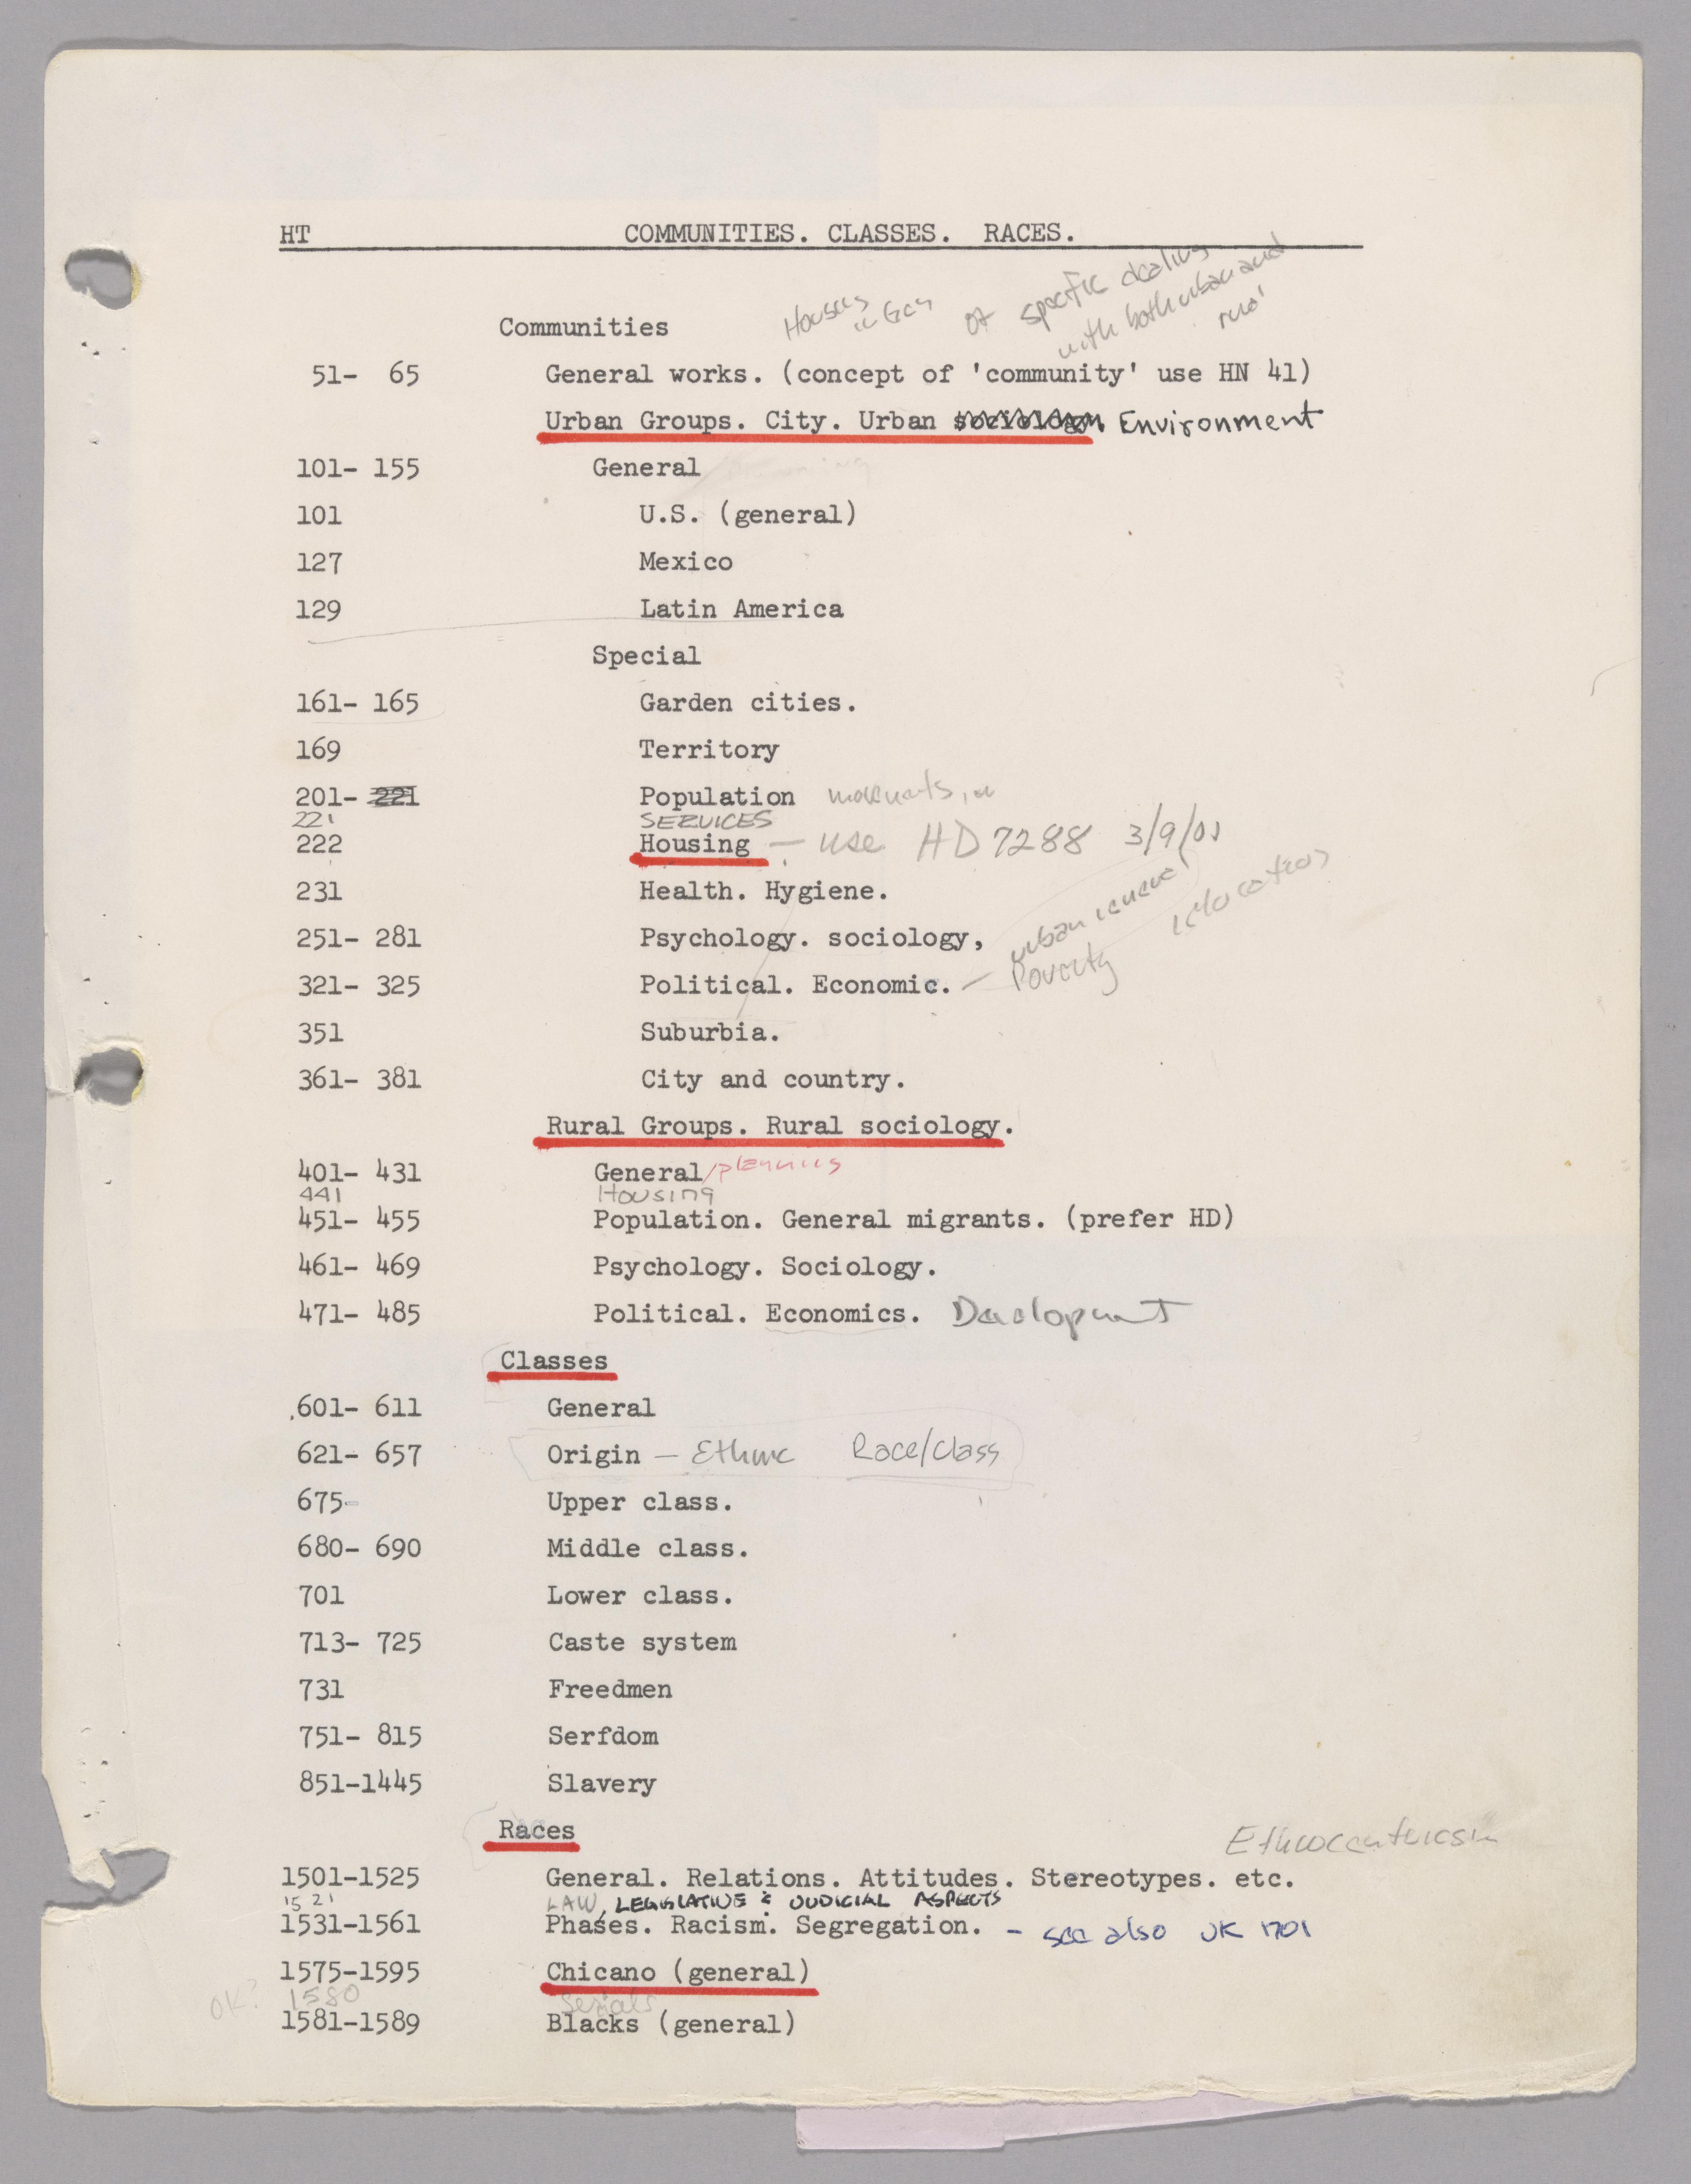 HT COMMUNITIES. CLASSES. RACES.
of specific dealing
with both urban and
rural
Communities
51- 65 General works. (concept of 'community' use HN 41)
Urban Groups. City. Urban sociology Environment
101- 155 General
101 U.S. (general)
127 Mexico
129 Latin America
Special
161- 165 Garden cities.
169 Territory
201- 221 Population
221 SERVICES
222 Housing — use HD 7288 3/9/01
231 Health. Hygiene.
urban renewal relocation
251- 281 Psychology. sociology,
321- 325 Political. Economic. — Poverty
351 Suburbia.
361- 381 City and country.
Rural Groups. Rural sociology.
401- 431 General/planning
441 Housing
451- 455 Population. General migrants. (prefer HD)
461- 469 Psychology. Sociology.
471- 485 Political. Economics. Development
Classes
601- 611 General
621- 657 Origin — Ethnic Race/Class
675- Upper class.
680- 690 Middle class.
701 Lower class.
713- 725 Caste system
731 Freedmen
751- 815 Serfdom
851-1445 Slavery
Races
Ethnocentricism
1501-1525 General. Relations. Attitudes. Stereotypes. etc.
1521 LAW, LEGISLATIVE & JUDICIAL ASPECTS
1531-1561 Phases. Racism. Segregation. - see also JK 1701
1575-1595 Chicano (general)
OK? 1580 Serials
1581-1589 Blacks (general)